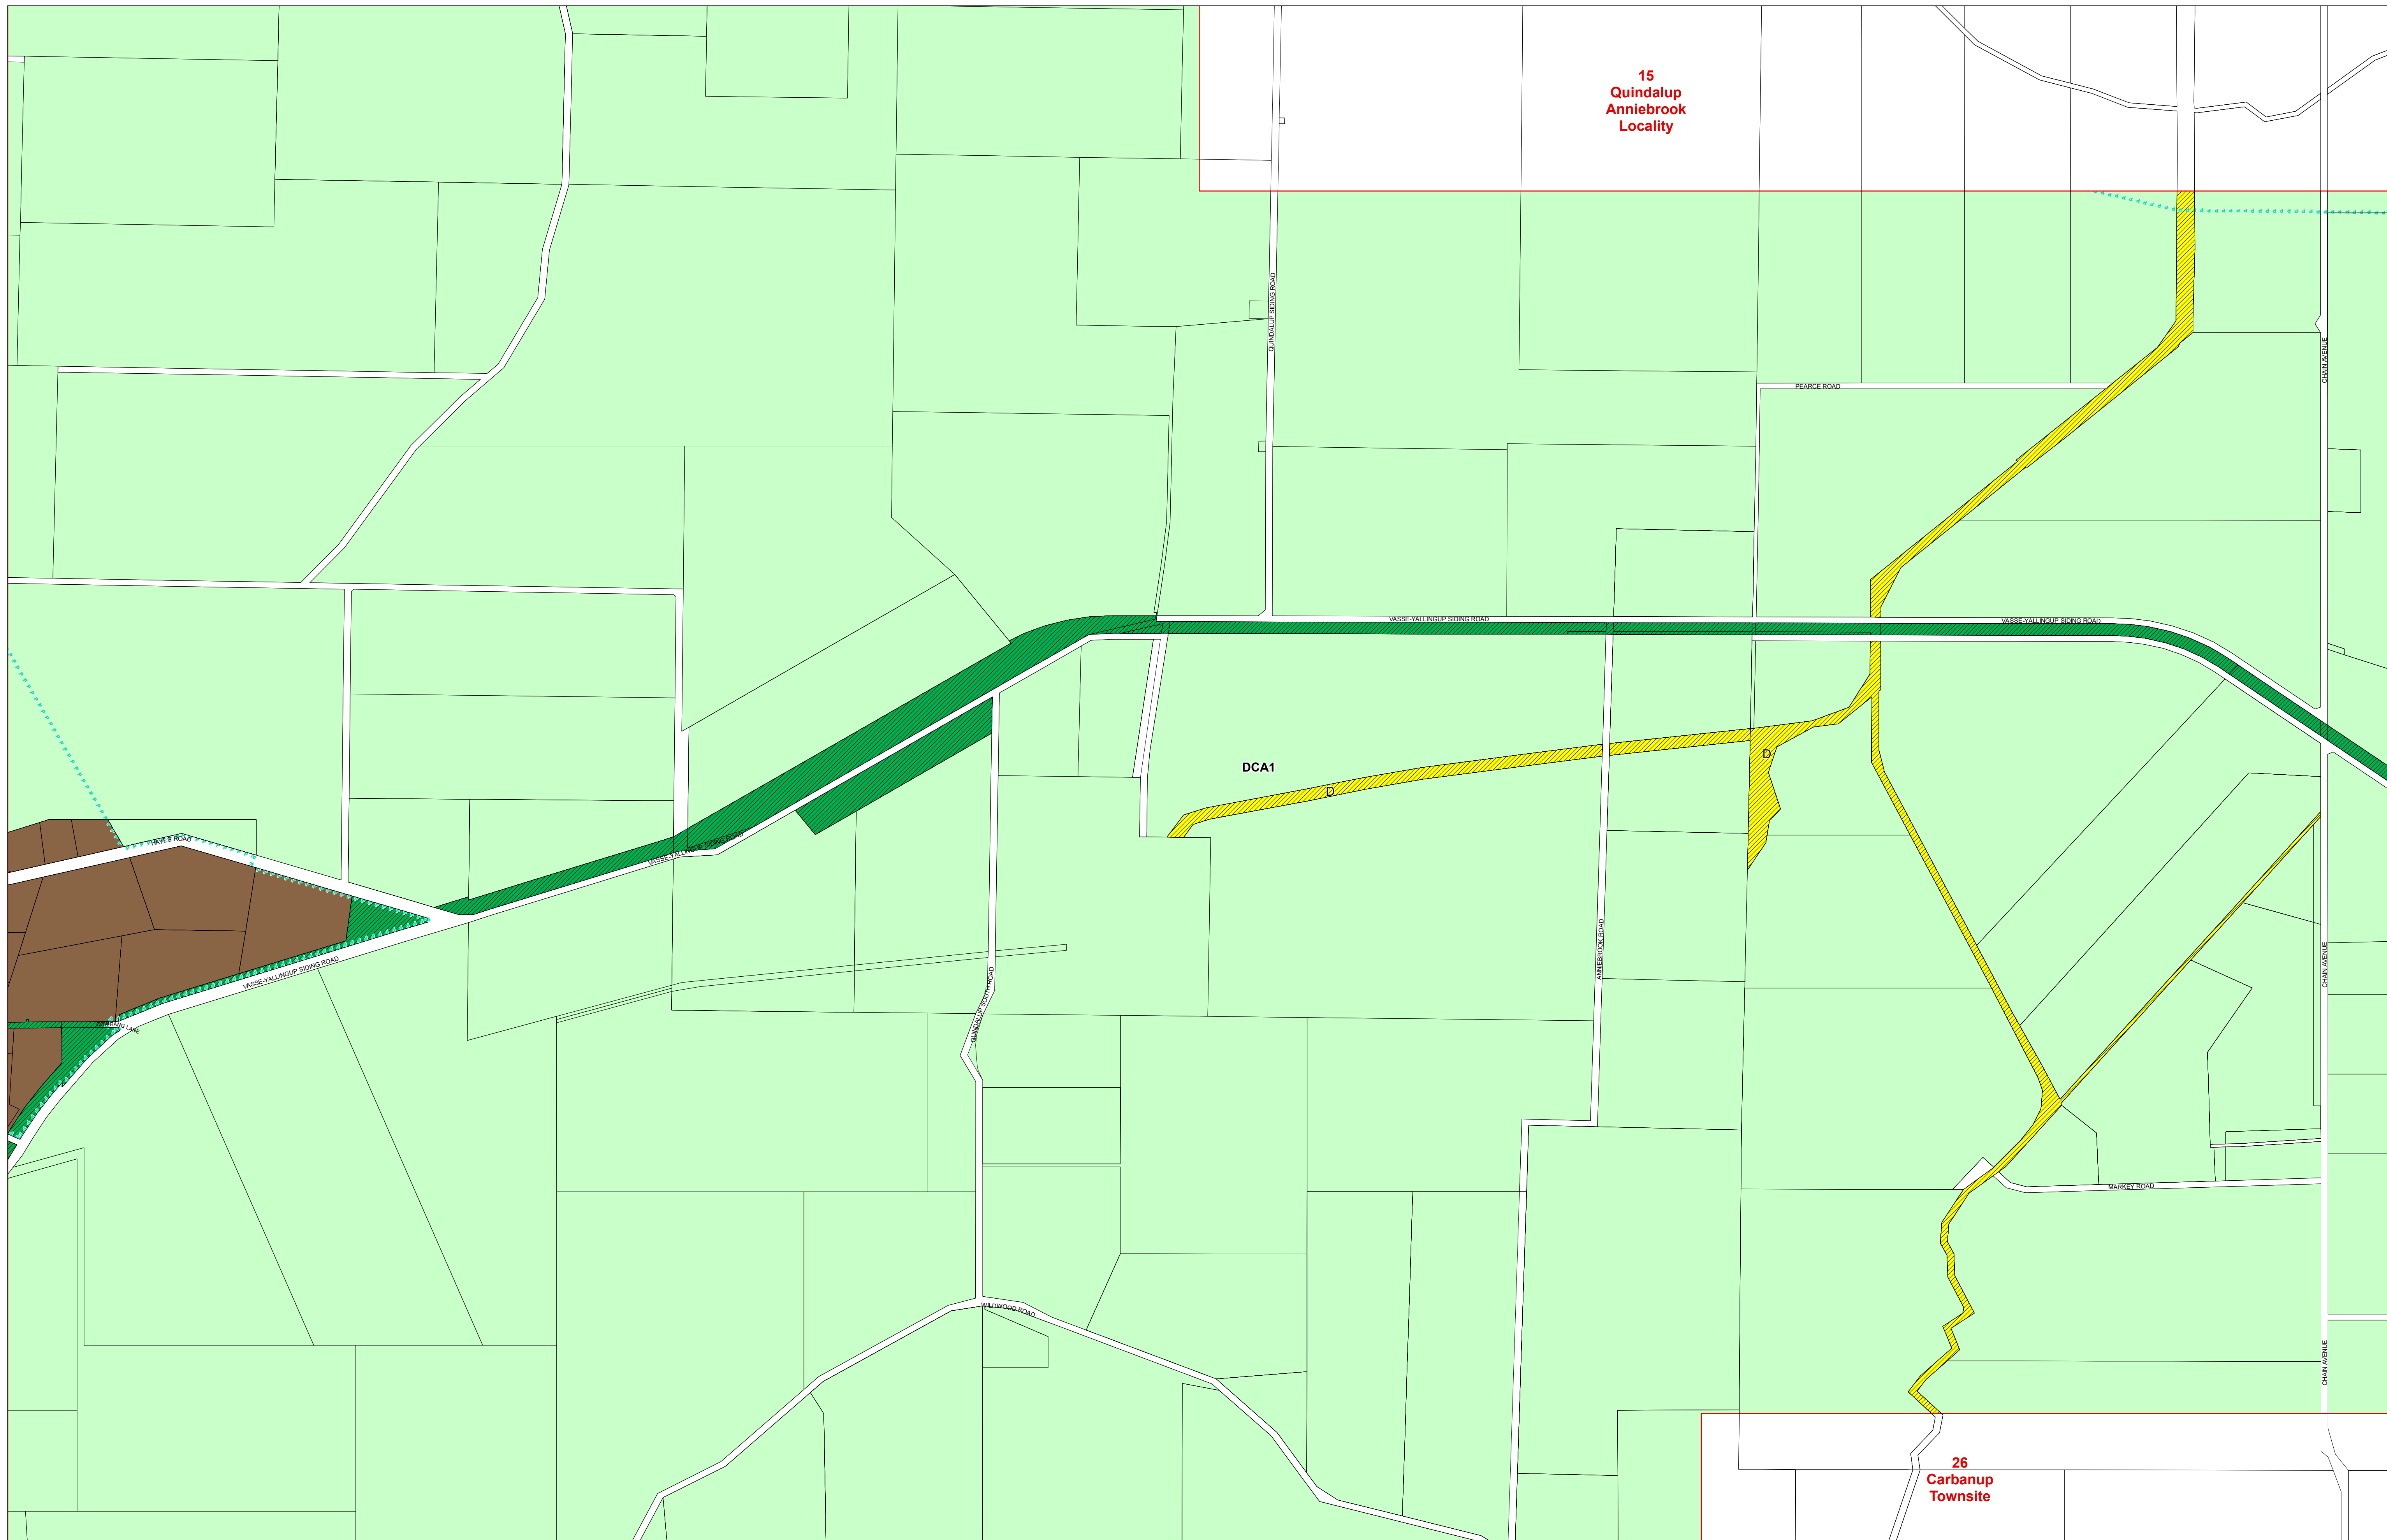 15
Quindalup
Anniebrook
Locality
QUINDALUP SIDING ROAD
CHAIN AVENUE
PEARCE ROAD
VASSE-YALLINGUP SIDING ROAD
VASSE-YALLINGUP SIDING ROAD
D
DCA1
D
HAYES ROAD
VASSE-YALLINGUP SIDING ROAD
VASSE-YALLINGUP SIDING ROAD
ANNIEBROOK ROAD
CHAIN AVENUE
QUINDALUP SOUTH ROAD
LANE
MARKEY ROAD
WILDWOOD ROAD
CHAIN AVENUE
26
Carbanup
Townsite